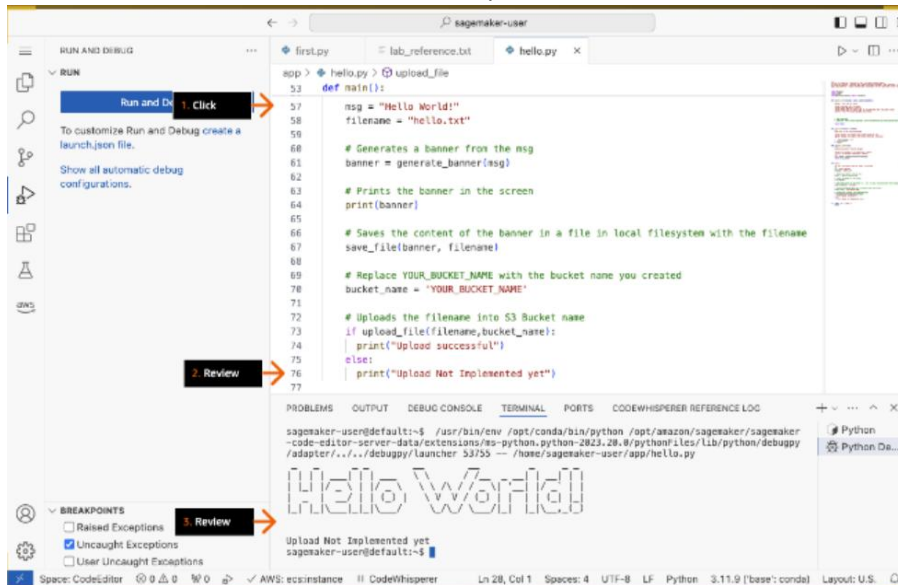 sagemaker-user
RUN AND DEBUG
RUN
Run and De
1. Click
To customize Run and Debug create a
launch.json file.
Show all automatic debug
configurations.
first.py
lab_reference.txt
hello.py
app > hello.py > upload_file
53 def main():
57 msg = "Hello World!"
58 filename = "hello.txt"
59
60 # Generates a banner from the msg
61 banner = generate_banner(msg)
62
63 # Prints the banner in the screen
64 print(banner)
65
66 # Saves the content of the banner in a file in local filesystem with the filename
67 save_file(banner, filename)
68
69 # Replace YOUR_BUCKET_NAME with the bucket name you created
70 bucket_name = 'YOUR_BUCKET_NAME'
71
72 # Uploads the filename into S3 Bucket name
73 if upload_file(filename,bucket_name):
74 print("Upload successful")
75 else:
76 print("Upload Not Implemented yet")
77
2. Review
PROBLEMS OUTPUT DEBUG CONSOLE TERMINAL PORTS CODEWHISPERER REFERENCE LOG
sagemaker-user@default:~$ /usr/bin/env /opt/conda/bin/python /opt/amazon/sagemaker/sagemaker
-code-editor-server-data/extensions/ms-python.python-2023.20.0/pythonFiles/lib/python/debugpy
/adapter/../../debugpy/launcher 53755 -- /home/sagemaker-user/app/hello.py
Python
Python De...
Hello World!
Upload Not Implemented yet
sagemaker-user@default:~$
aws
BREAKPOINTS
Raised Exceptions
3. Review
Uncaught Exceptions
User Uncaught Exceptions
Space: CodeEditor 0 0 0 AWS: ecs:instance CodeWhisperer Ln 28, Col 1 Spaces: 4 UTF-8 LF Python 3.11.9 ('base': conda) Layout: U.S.